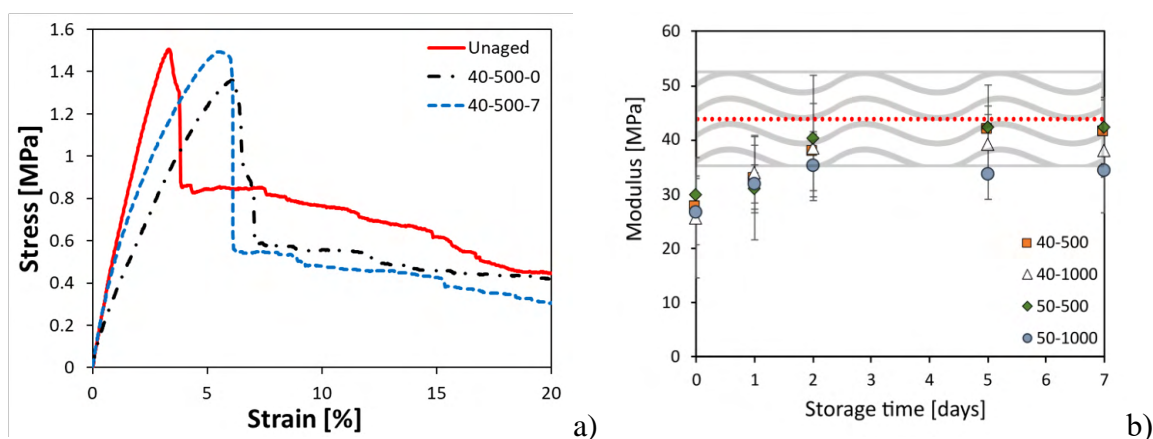 1.6
1.4
1.2
1
0.8
0.6
0.4
0.2
0
Stress [MPa]
0 5 10 15 20
Strain [%]
Unaged
40-500-0
40-500-7
a)
60
50
40
30
20
10
0
Modulus [MPa]
0 1 2 3 4 5 6 7
Storage time [days]
40-500
40-1000
50-500
50-1000
b)